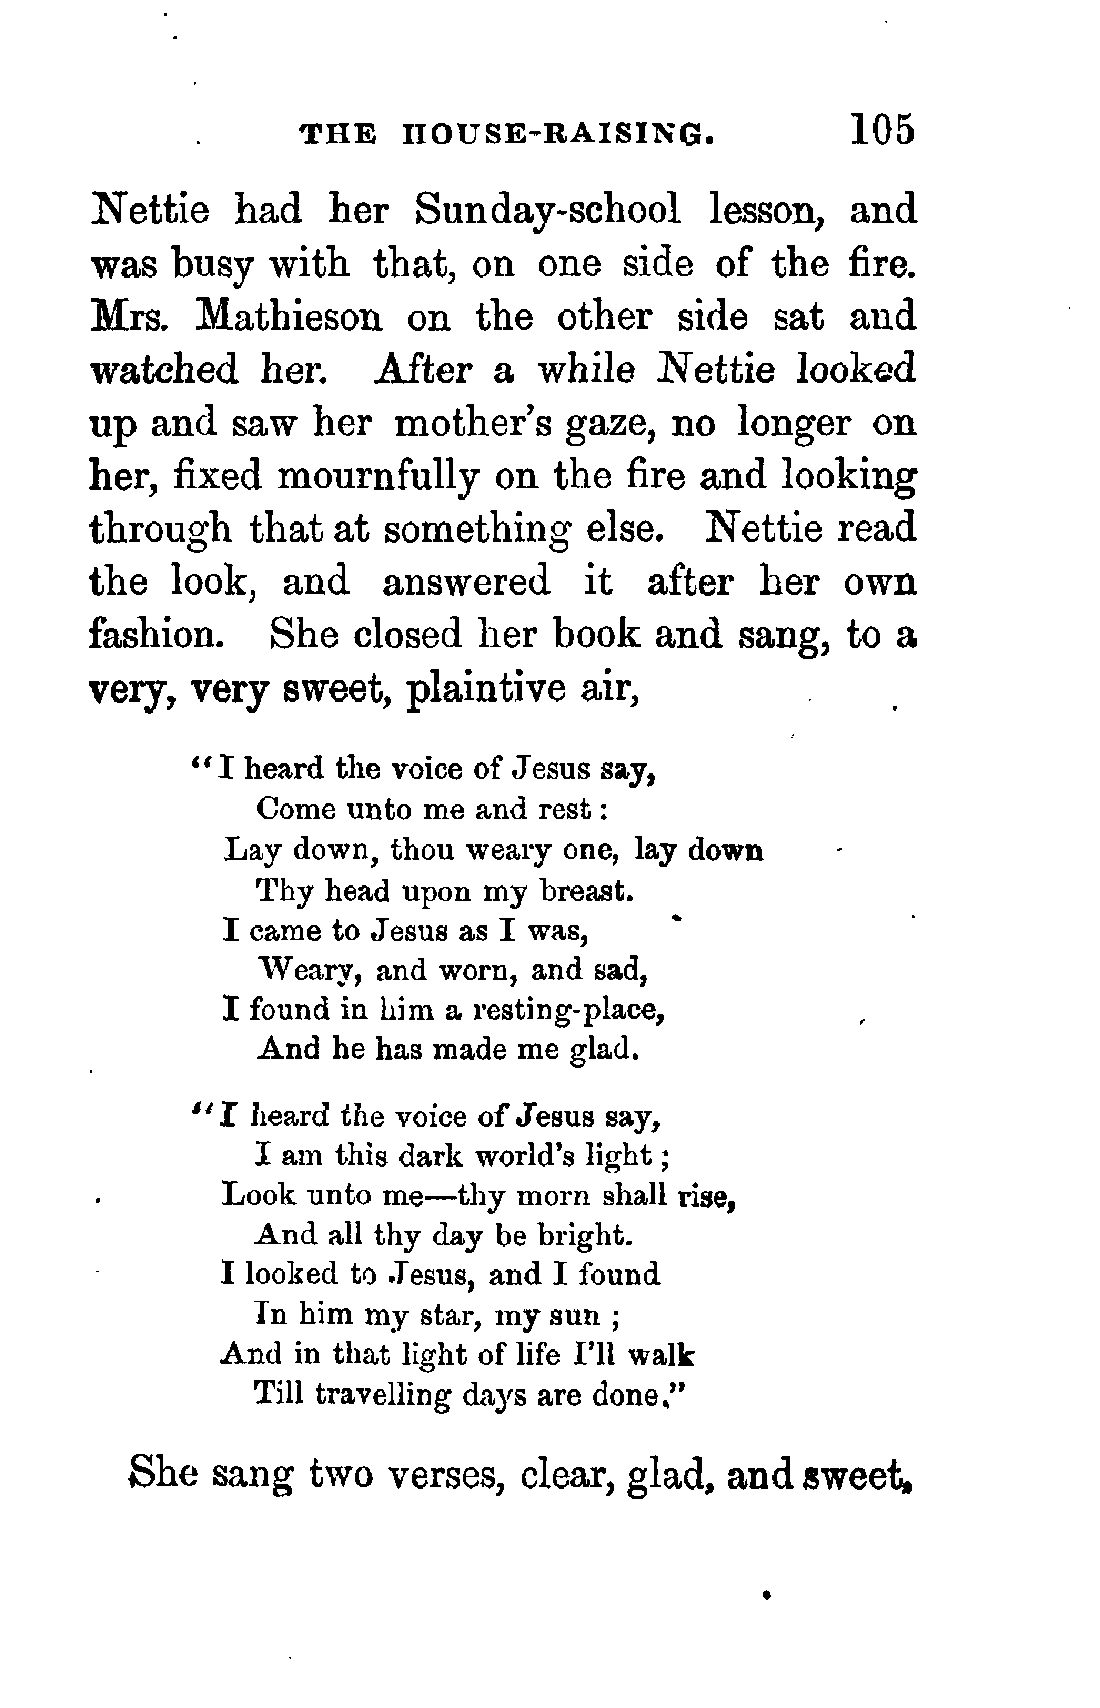 THE HOUSE-RAISING. 105
Nettie had her Sunday-school lesson, and
was busy with that, on one side of the fire.
Mrs. Mathieson on the other side sat and
watched her. After a while Nettie looked
up and saw her mother's gaze, no longer on
her, fixed mournfully on the fire and looking
through that at something else. Nettie read
the look, and answered it after her own
fashion. She closed her book and sang, to a
very, very sweet, plaintive air,
"I heard the voice of Jesus say,
Come unto me and rest:
Lay down, thou weary one, lay down
Thy head upon my breast.
I came to Jesus as I was,
Weary, and worn, and sad,
I found in him a resting-place,
And he has made me glad.
"I heard the voice of Jesus say,
I am this dark world's light;
Look unto me—thy morn shall rise,
And all thy day be bright.
I looked to Jesus, and I found
In him my star, my sun;
And in that light of life I'll walk
Till travelling days are done."
She sang two verses, clear, glad, and sweet,